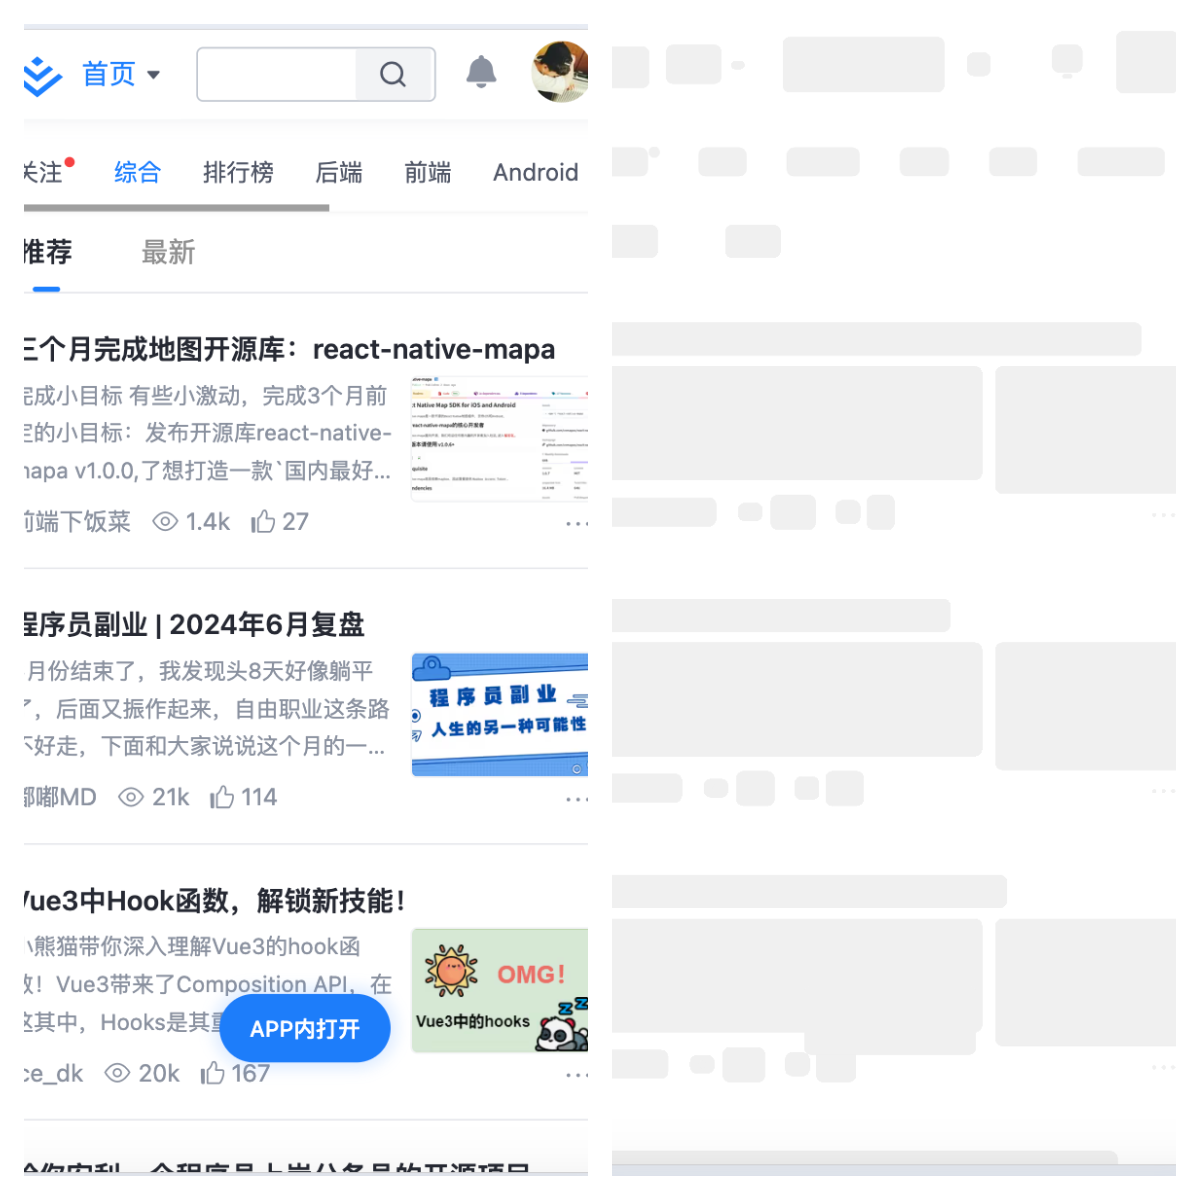 首页
关注 综合 排行榜 后端 前端 Android
推荐 最新
三个月完成地图开源库：react-native-mapa
完成小目标 有些小激动，完成3个月前
定的小目标：发布开源库react-native-
mapa v1.0.0,了想打造一款`国内最好...
前端下饭菜 1.4k 27
程序员副业 | 2024年6月复盘
月份结束了，我发现头8天好像躺平
了，后面又振作起来，自由职业这条路
不好走，下面和大家说说这个月的一...
程序员副业
人生的另一种可能性
嘟嘟MD 21k 114
Vue3中Hook函数，解锁新技能！
小熊猫带你深入理解Vue3的hook函
数！Vue3带来了Composition API，在
这其中，Hooks是其重
OMG！
Vue3中的hooks
APP内打开
ce_dk 20k 167